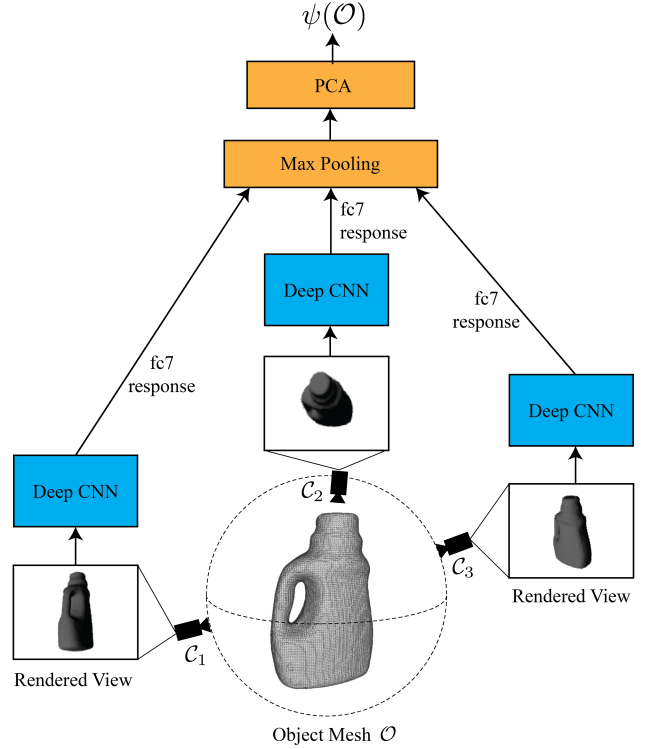 ψ(𝒪)
PCA
Max Pooling
fc7
response
Deep CNN
fc7
response
fc7
response
Deep CNN
Deep CNN
𝒞₂
𝒞₃
Rendered View
𝒞₁
Rendered View
Object Mesh 𝒪